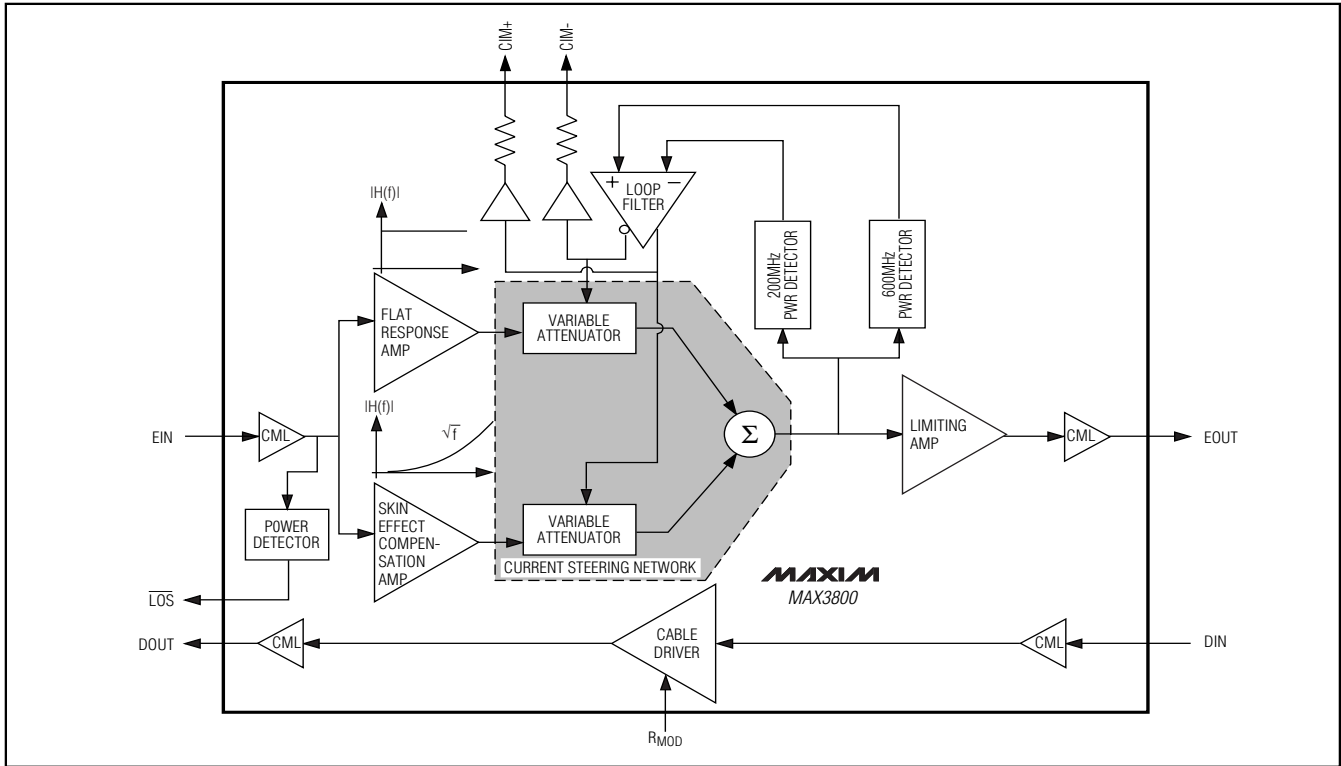 CIM+
CIM-
+
−
LOOP
FILTER
|H(f)|
200MHz
PWR DETECTOR
600MHz
PWR DETECTOR
FLAT
RESPONSE
AMP
VARIABLE
ATTENUATOR
|H(f)|
√f
EIN
CML
Σ
LIMITING
AMP
CML
EOUT
SKIN
EFFECT
COMPEN-
SATION
AMP
VARIABLE
ATTENUATOR
POWER
DETECTOR
CURRENT STEERING NETWORK
MAXIM
MAX3800
LOS
DOUT
CML
CABLE
DRIVER
CML
DIN
RMOD